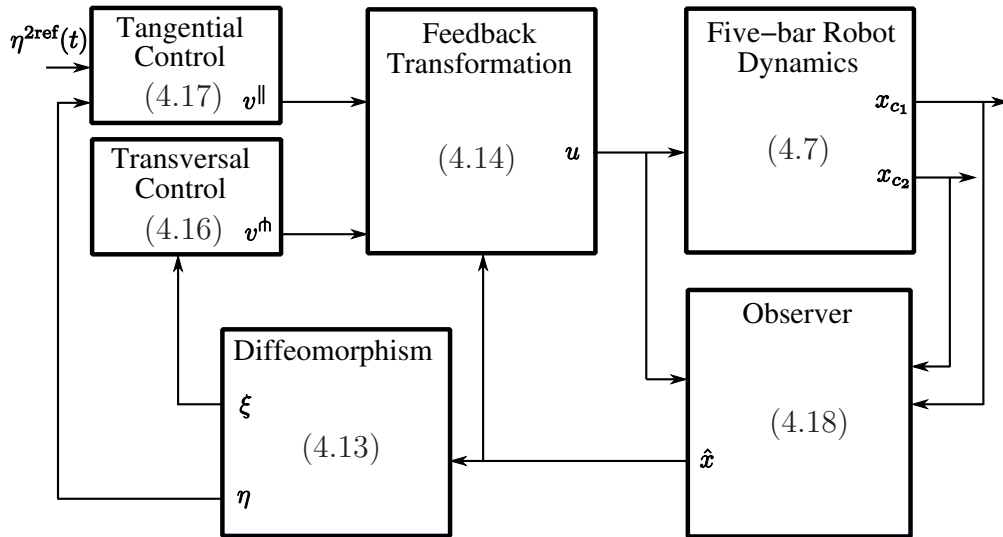 η²ʳᵉᶠ(t)
Tangential
Control
(4.17) v^∥
Transversal
Control
(4.16) v^⋔
Feedback
Transformation
(4.14) u
Five−bar Robot
Dynamics
x_{c_1}
(4.7)
x_{c_2}
Diffeomorphism
ξ
(4.13)
η
Observer
(4.18)
x̂